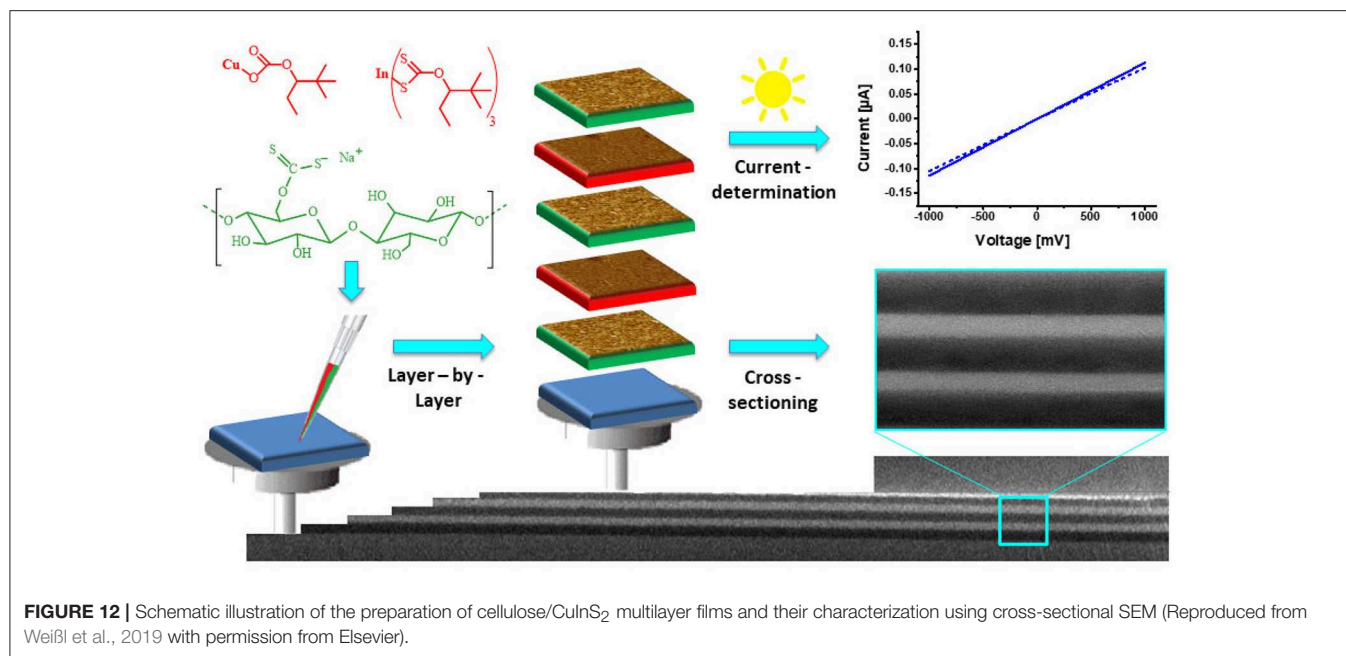 Cu
O
O
O
In
S
S
O
3
S
S⁻ Na⁺
C
O
O
HO
OH
O
O
HO
OH
HO
O
O
OH
Layer – by -
Layer
Current -
determination
Cross -
sectioning
Current [µA]
0.15
0.10
0.05
0.00
-0.05
-0.10
-0.15
-1000 -500 0 500 1000
Voltage [mV]
FIGURE 12 | Schematic illustration of the preparation of cellulose/CuInS₂ multilayer films and their characterization using cross-sectional SEM (Reproduced from
Weißl et al., 2019 with permission from Elsevier).